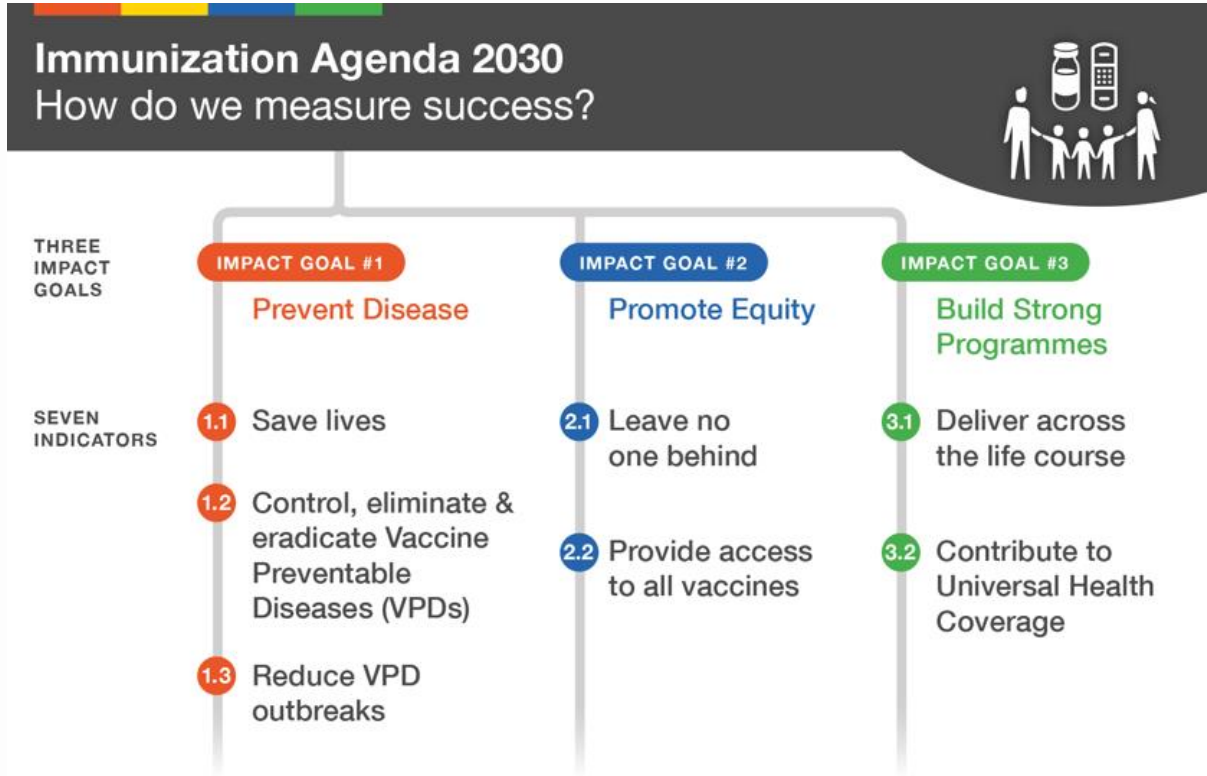 Immunization Agenda 2030
How do we measure success?
THREE
IMPACT
GOALS
IMPACT GOAL #1
Prevent Disease
IMPACT GOAL #2
Promote Equity
IMPACT GOAL #3
Build Strong
Programmes
SEVEN
INDICATORS
1.1 Save lives
1.2 Control, eliminate &
eradicate Vaccine
Preventable
Diseases (VPDs)
1.3 Reduce VPD
outbreaks
2.1 Leave no
one behind
2.2 Provide access
to all vaccines
3.1 Deliver across
the life course
3.2 Contribute to
Universal Health
Coverage